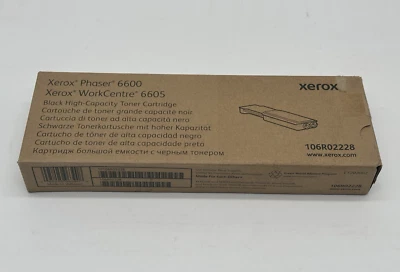 Xerox® Phaser® 6600
Xerox® WorkCentre® 6605
Black High-Capacity Toner Cartridge
Cartouche de toner grande capacité noir
Cartuccia di toner ad alta capacità nero
Schwarze Tonerkartusche mit hoher Kapazität
Cartucho de tóner de alta capacidad negro
Cartucho de toner de alta capacidade preto
Картридж большой емкости с черным тонером
xerox
106R02228
www.xerox.com